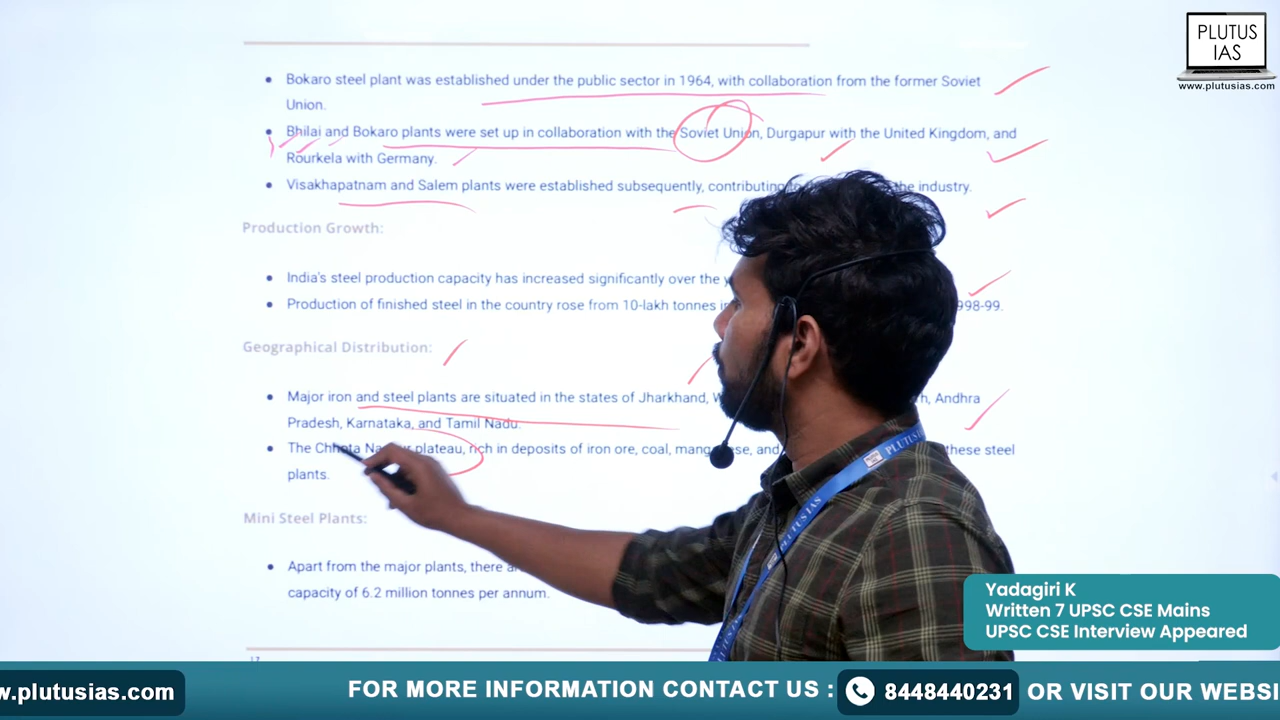 PLUTUS
IAS
www.plutusias.com
Bokaro steel plant was established under the public sector in 1964, with collaboration from the former Soviet
Union.
Bhilai and Bokaro plants were set up in collaboration with the Soviet Union, Durgapur with the United Kingdom, and
Rourkela with Germany.
Visakhapatnam and Salem plants were established subsequently, contributing the industry.
Production Growth:
India's steel production capacity has increased significantly over the
Production of finished steel in the country rose from 10-lakh tonnes 998-99.
Geographical Distribution:
Major iron and steel plants are situated in the states of Jharkhand, Andhra
Pradesh, Karnataka, and Tamil Nadu.
The Chhota Nagpur plateau, rich in deposits of iron ore, coal, and these steel
plants.
Mini Steel Plants:
Apart from the major plants, there
capacity of 6.2 million tonnes per annum.
17
PLUTUS IAS
Yadagiri K
Written 7 UPSC CSE Mains
UPSC CSE Interview Appeared
w.plutusias.com
FOR MORE INFORMATION CONTACT US : 8448440231 OR VISIT OUR WEBSI